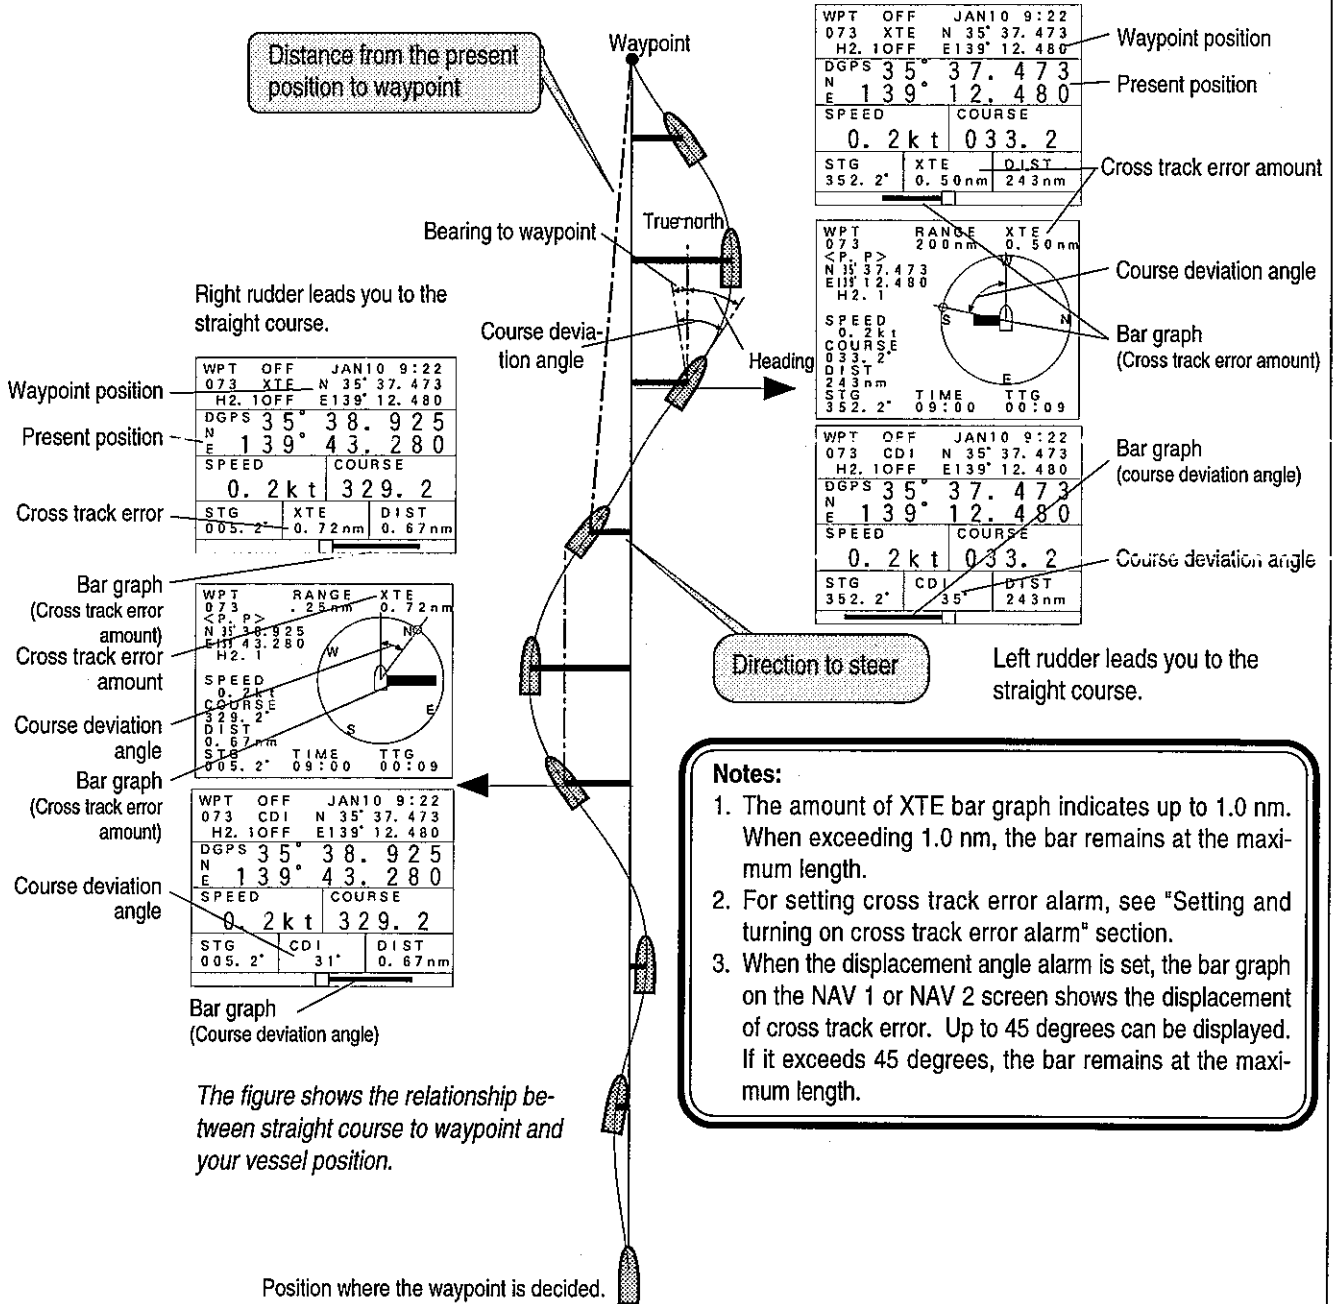 Waypoint
Distance from the present
position to waypoint
WPT OFF JAN10 9:22
073 XTE N 35° 37. 473
H2. 1OFF E139° 12. 480
DGPS
N 35° 37. 473
E 139° 12. 480
SPEED COURSE
0. 2kt 033. 2
STG XTE DIST
352. 2° 0. 50nm 243nm
Waypoint position
Present position
Cross track error amount
WPT RANGE XTE
073 200nm 0. 50nm
<P. P>
N 35°37.473
E139°12.480
H2. 1
SPEED
0. 2kt
COURSE
033. 2°
DIST
243nm
STG TIME TTG
352. 2° 09:00 00:09
W
S
N
E
Course deviation angle
Bar graph
(Cross track error amount)
WPT OFF JAN10 9:22
073 CDI N 35° 37. 473
H2. 1OFF E139° 12. 480
DGPS
N 35° 37. 473
E 139° 12. 480
SPEED COURSE
0. 2kt 033. 2
STG CDI DIST
352. 2° 35° 243nm
Bar graph
(course deviation angle)
Course deviation angle
Left rudder leads you to the
straight course.
True north
Bearing to waypoint
Course devia-
tion angle
Heading
Direction to steer
Right rudder leads you to the
straight course.
WPT OFF JAN10 9:22
073 XTE N 35° 37. 473
H2. 1OFF E139° 12. 480
DGPS
N 35° 38. 925
E 139° 43. 280
SPEED COURSE
0. 2kt 329. 2
STG XTE DIST
005. 2° 0. 72nm 0. 67nm
Waypoint position
Present position
Cross track error
Bar graph
(Cross track error
amount)
Cross track error
amount
Course deviation
angle
Bar graph
(Cross track error
amount)
WPT RANGE XTE
073 .25nm 0. 72nm
<P. P>
N 35°38.925
E139°43.280
H2. 1
SPEED
0. 2kt
COURSE
329. 2°
DIST
0. 67nm
STG TIME TTG
005. 2° 09:00 00:09
N
W
E
S
WPT OFF JAN10 9:22
073 CDI N 35° 37. 473
H2. 1OFF E139° 12. 480
DGPS
N 35° 38. 925
E 139° 43. 280
SPEED COURSE
0. 2kt 329. 2
STG CDI DIST
005. 2° 31° 0. 67nm
Course deviation
angle
Bar graph
(Course deviation angle)
The figure shows the relationship be-
tween straight course to waypoint and
your vessel position.
Position where the waypoint is decided.
Notes:
1. The amount of XTE bar graph indicates up to 1.0 nm.
When exceeding 1.0 nm, the bar remains at the maxi-
mum length.
2. For setting cross track error alarm, see "Setting and
turning on cross track error alarm" section.
3. When the displacement angle alarm is set, the bar graph
on the NAV 1 or NAV 2 screen shows the displacement
of cross track error. Up to 45 degrees can be displayed.
If it exceeds 45 degrees, the bar remains at the maxi-
mum length.